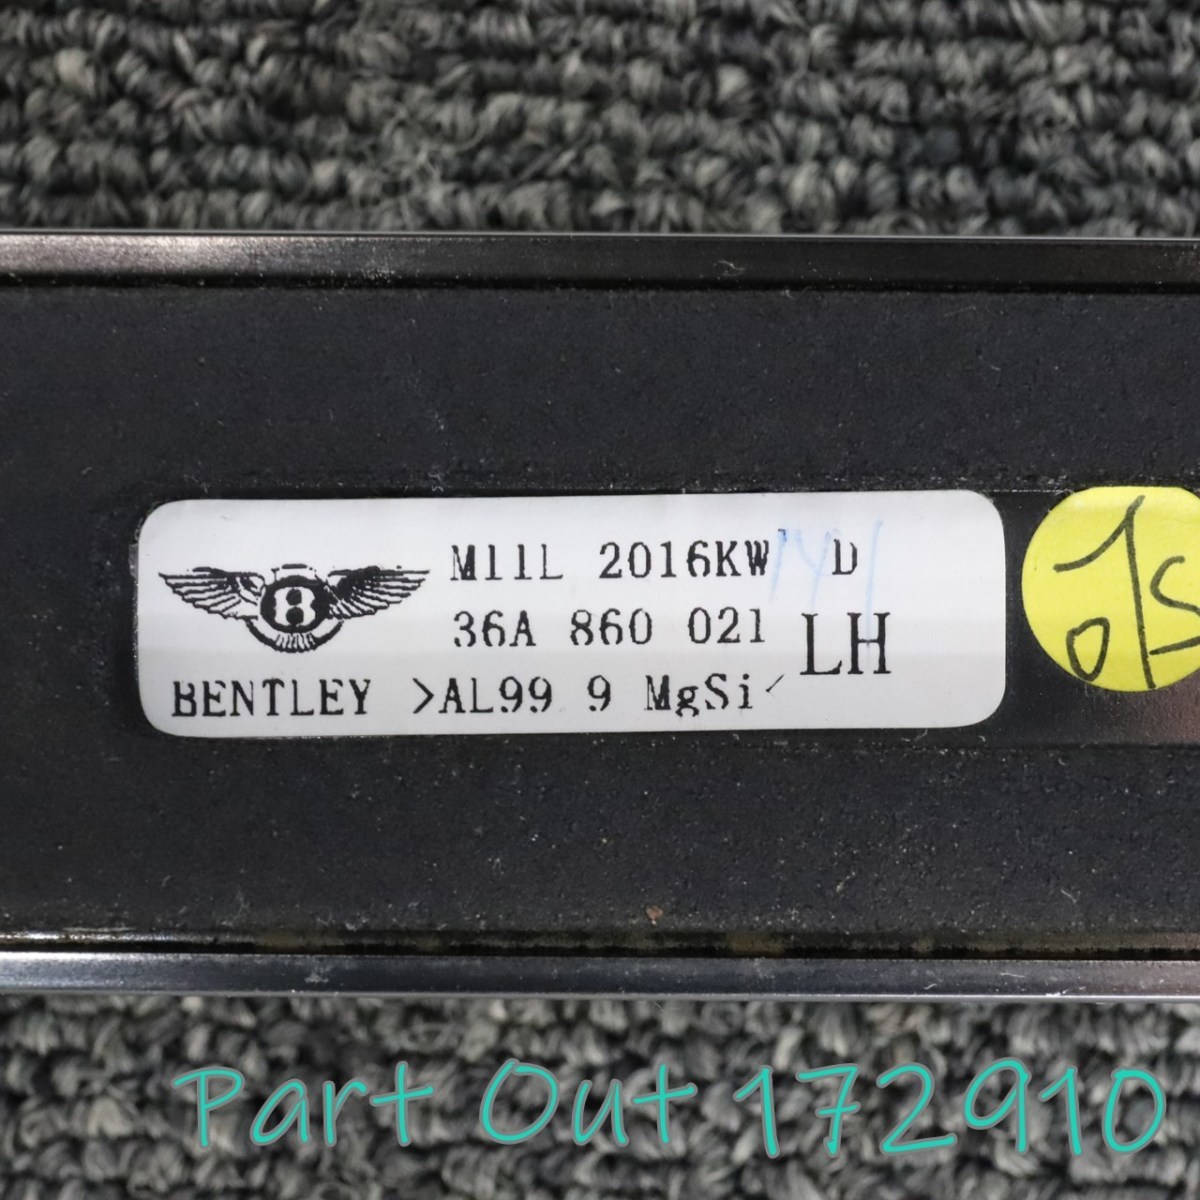 M11L 2016KW D
36A 860 021
LH
BENTLEY >AL99 9 MgSi
B
Part Out 172910